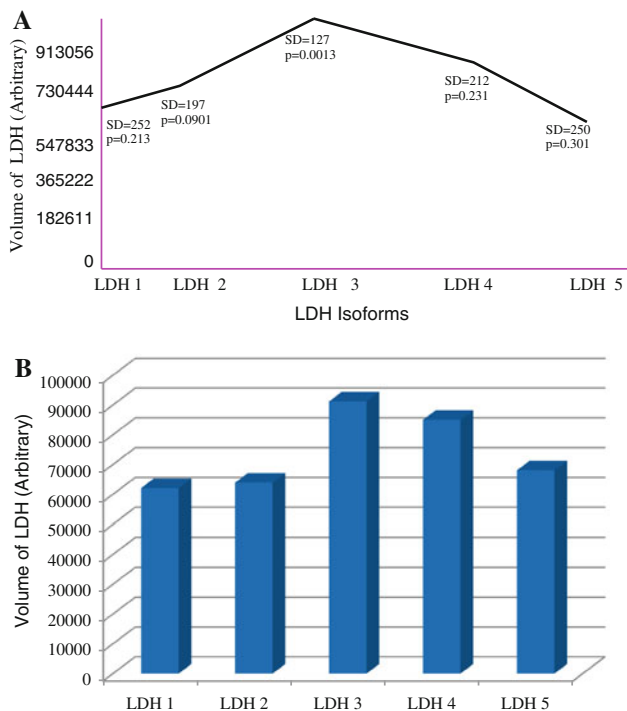 A
Volume of LDH (Arbitrary)
913056
730444
547833
365222
182611
0
SD=252
p=0.213
SD=197
p=0.0901
SD=127
p=0.0013
SD=212
p=0.231
SD=250
p=0.301
LDH 1 LDH 2 LDH 3 LDH 4 LDH 5
LDH Isoforms
B
Volume of LDH (Arbitrary)
100000
90000
80000
70000
60000
50000
40000
30000
20000
10000
0
LDH 1 LDH 2 LDH 3 LDH 4 LDH 5